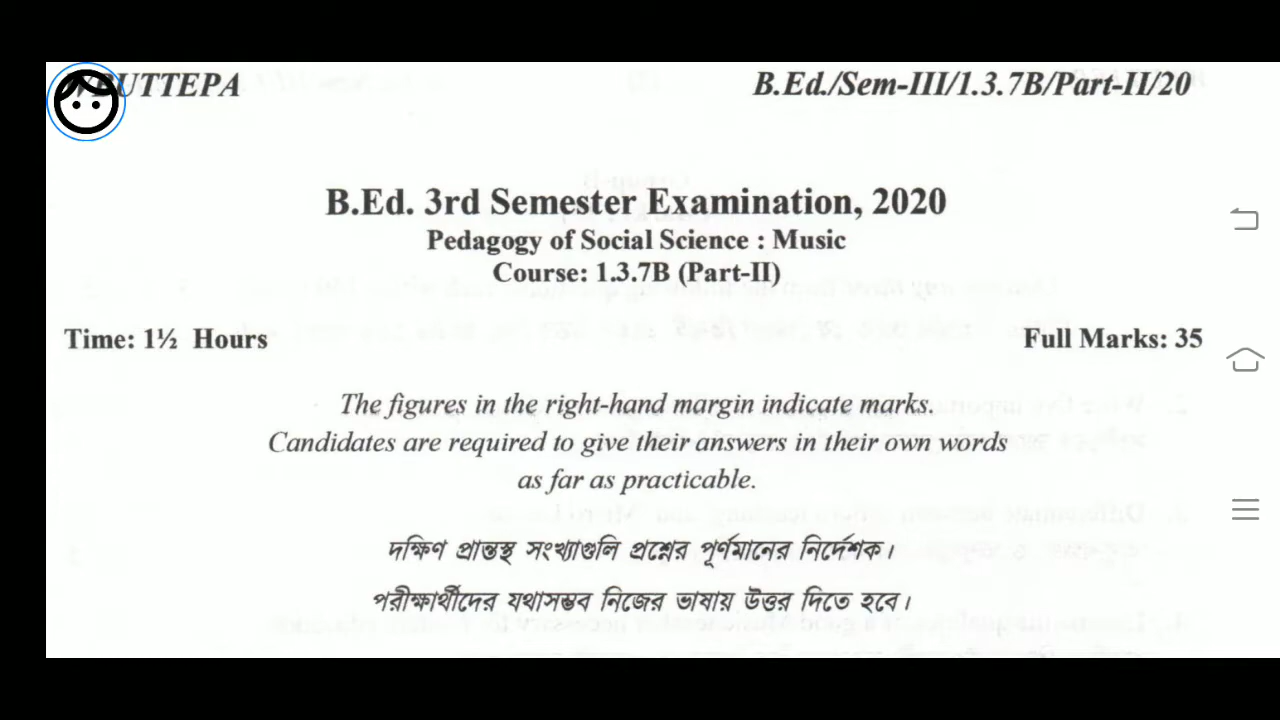 WBUTTEPA
B.Ed./Sem-III/1.3.7B/Part-II/20
B.Ed. 3rd Semester Examination, 2020
Pedagogy of Social Science : Music
Course: 1.3.7B (Part-II)
Time: 1½ Hours
Full Marks: 35
The figures in the right-hand margin indicate marks.
Candidates are required to give their answers in their own words
as far as practicable.
দক্ষিণ প্রান্তস্থ সংখ্যাগুলি প্রশ্নের পূর্ণমানের নির্দেশক।
পরীক্ষার্থীদের যথাসম্ভব নিজের ভাষায় উত্তর দিতে হবে।